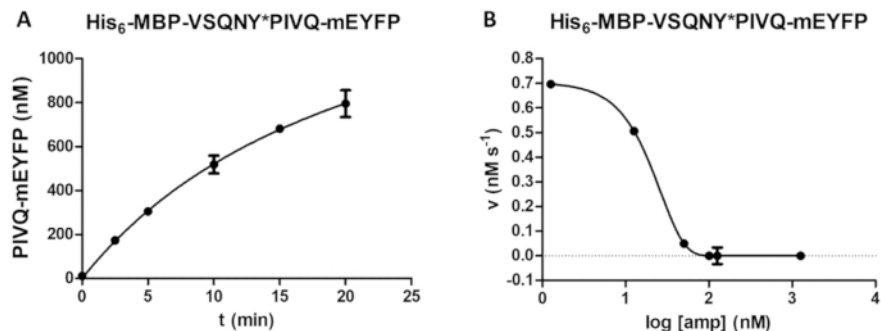 A His₆-MBP-VSQNY*PIVQ-mEYFP
PIVQ-mEYFP (nM)
1000
800
600
400
200
0
0 5 10 15 20 25
t (min)
B His₆-MBP-VSQNY*PIVQ-mEYFP
v (nM s⁻¹)
0.8
0.7
0.6
0.5
0.4
0.3
0.2
0.1
0.0
-0.1
0 1 2 3 4
log [amp] (nM)